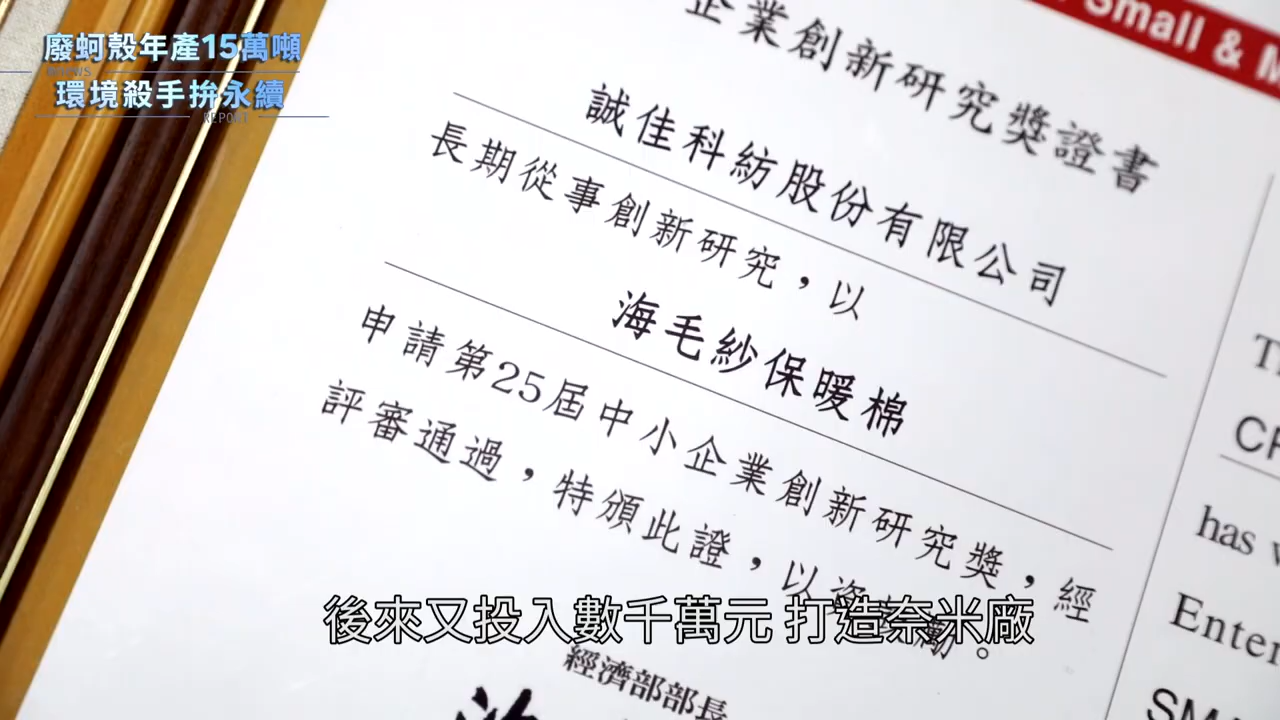 廢蚵殼年產15萬噸
環境殺手拚永續
REPORT
Small & M
企業創新研究獎證書
誠佳科紡股份有限公司
長期從事創新研究，以
海毛紗保暖棉
申請第25屆中小企業創新研究獎，經
評審通過，特頒此證，以資勵。
經濟部部長
後來又投入數千萬元 打造奈米廠
has
Enter